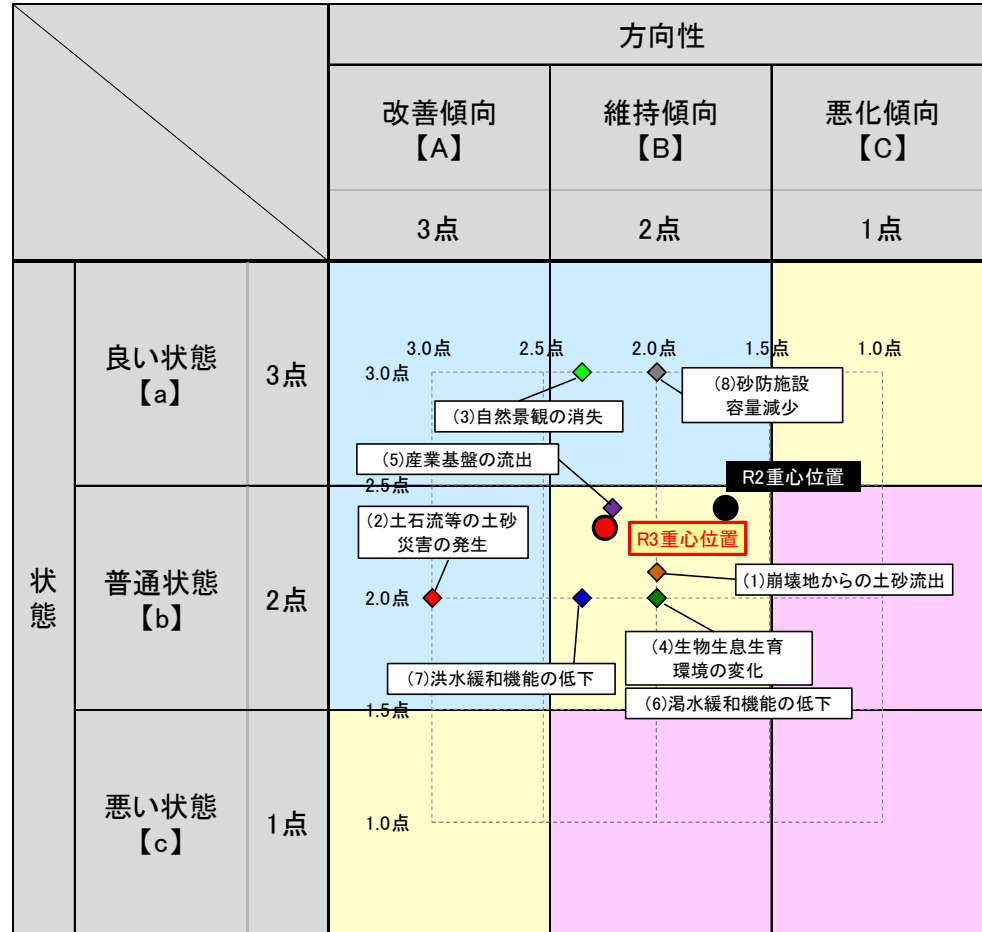 方向性
改善傾向
【A】
維持傾向
【B】
悪化傾向
【C】
3点
2点
1点
状態
良い状態
【a】
3点
普通状態
【b】
2点
悪い状態
【c】
1点
3.0点
2.5点
2.0点
1.5点
1.0点
3.0点
2.5点
2.0点
1.5点
1.0点
(8)砂防施設
容量減少
(3)自然景観の消失
(5)産業基盤の流出
R2重心位置
(2)土石流等の土砂
災害の発生
R3重心位置
(1)崩壊地からの土砂流出
(4)生物生息生育
環境の変化
(7)洪水緩和機能の低下
(6)渇水緩和機能の低下